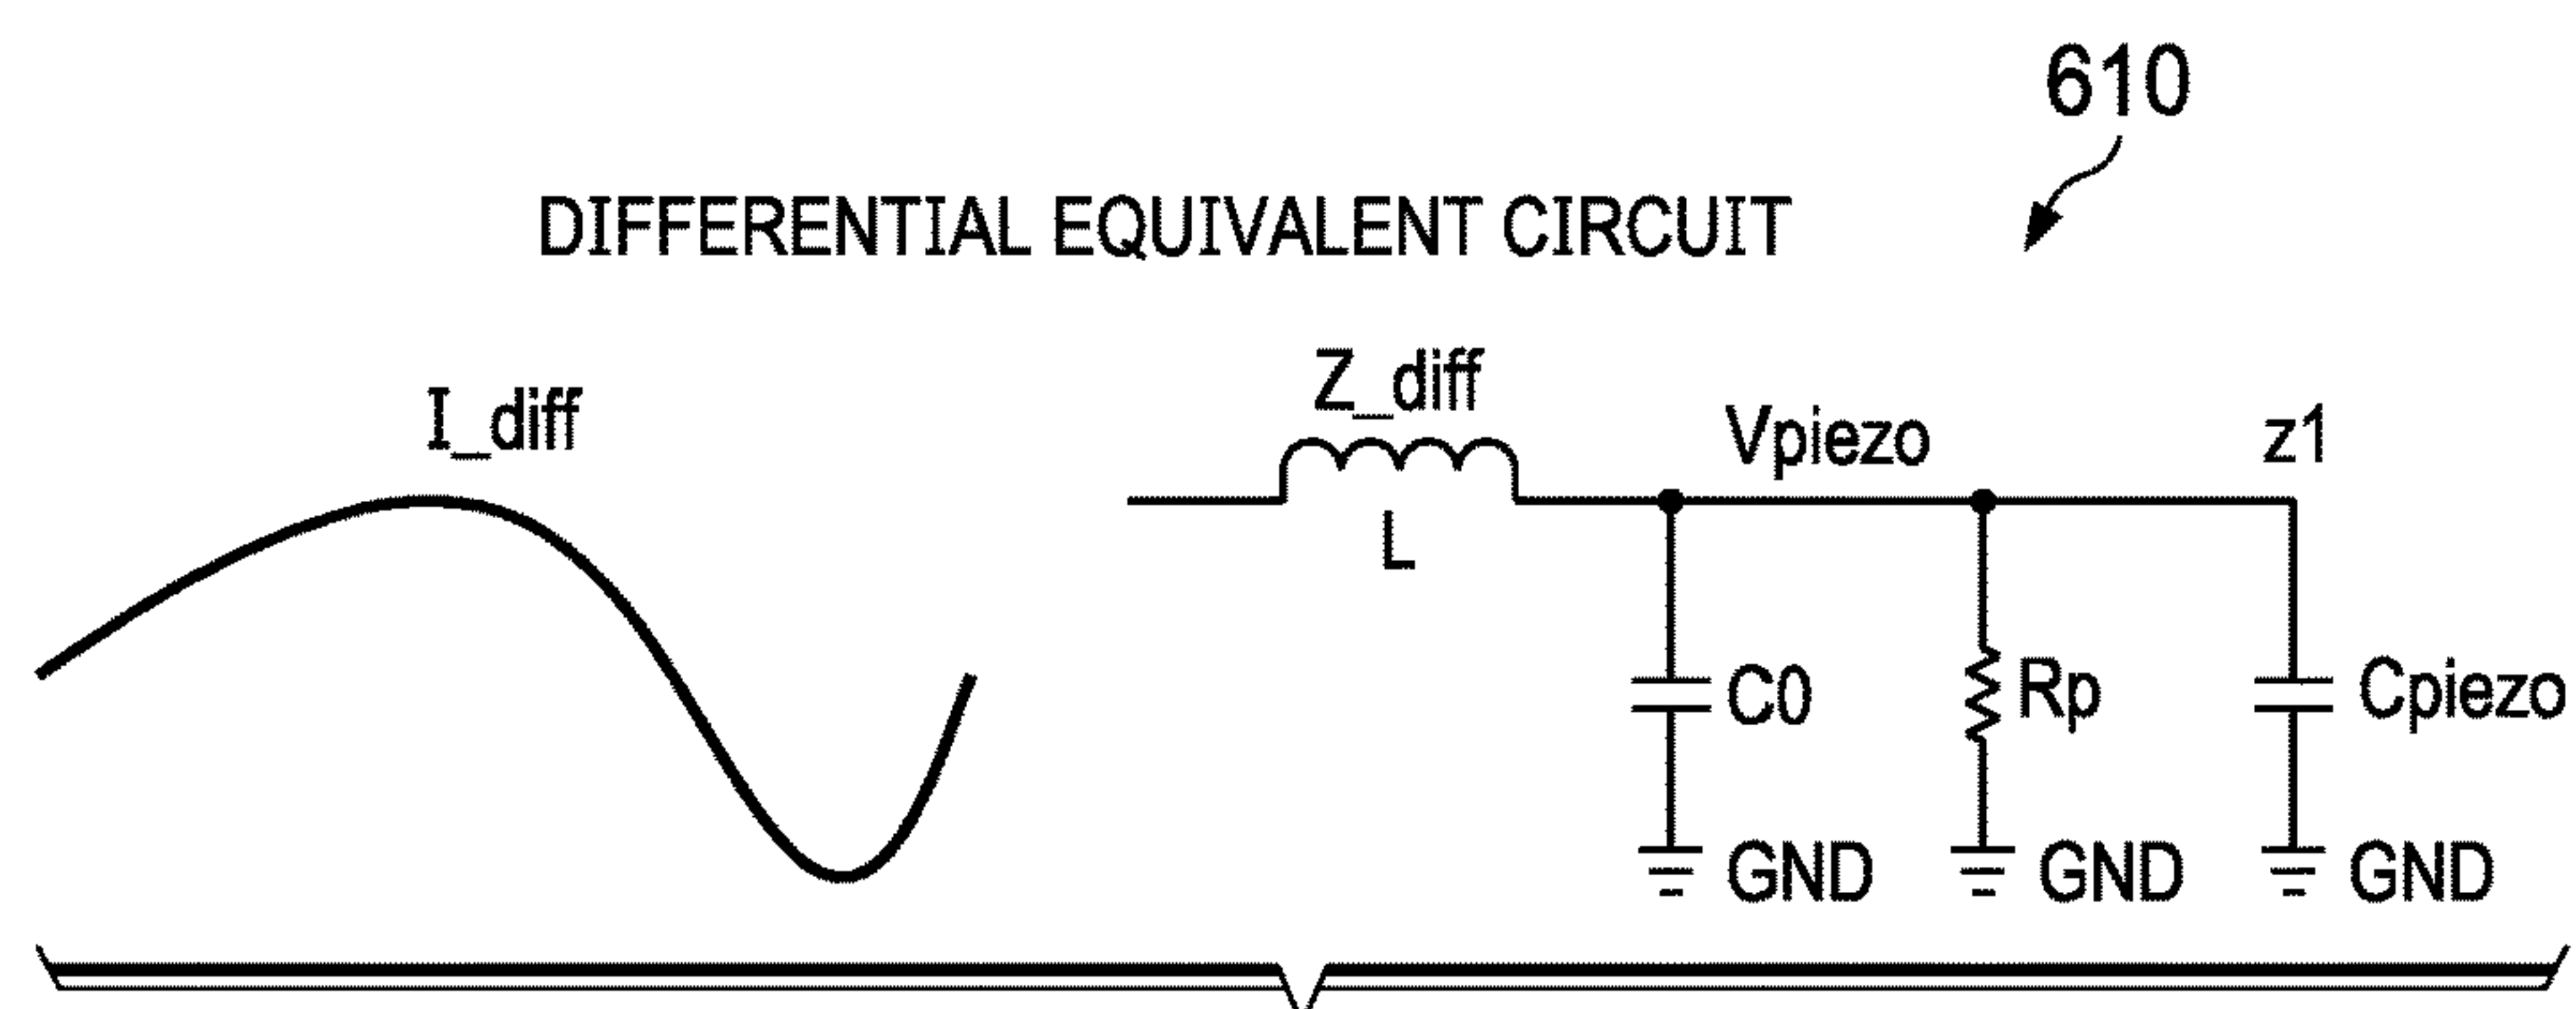 610
DIFFERENTIAL EQUIVALENT CIRCUIT
I_diff
Z_diff
L
Vpiezo
z1
C0
Rp
Cpiezo
GND
GND
GND